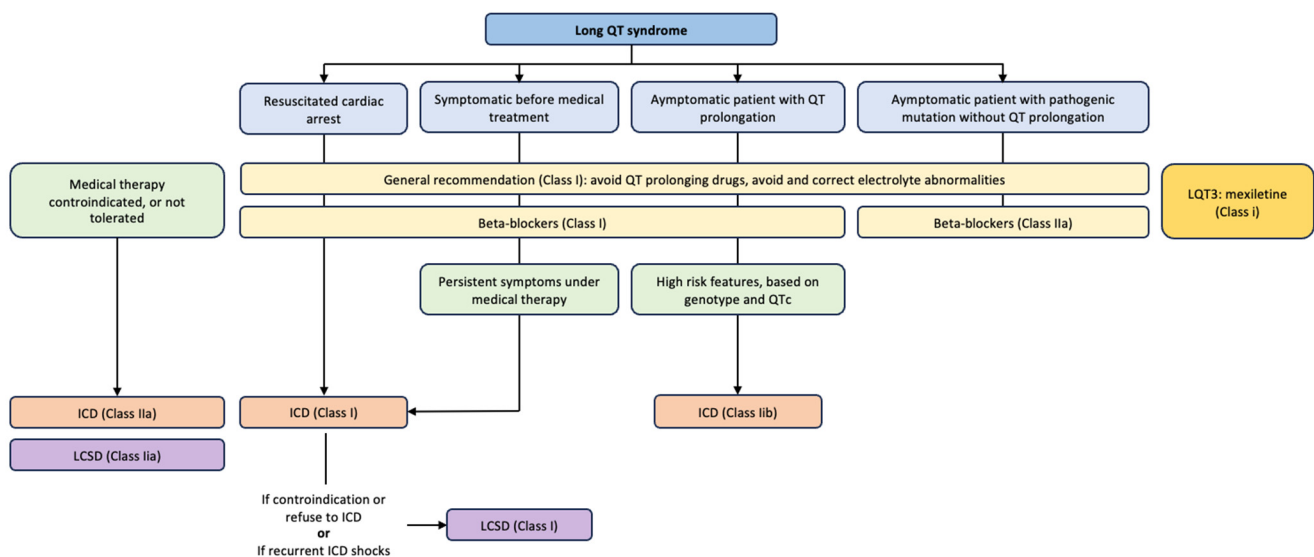 Long QT syndrome
Resuscitated cardiac
arrest
Symptomatic before medical
treatment
Aymptomatic patient with QT
prolongation
Aymptomatic patient with pathogenic
mutation without QT prolongation
Medical therapy
controindicated, or not
tolerated
General recommendation (Class I): avoid QT prolonging drugs, avoid and correct electrolyte abnormalities
LQT3: mexiletine
(Class i)
Beta-blockers (Class I)
Beta-blockers (Class IIa)
Persistent symptoms under
medical therapy
High risk features, based on
genotype and QTc
ICD (Class IIa)
ICD (Class I)
ICD (Class Iib)
LCSD (Class Iia)
If controindication or
refuse to ICD
or
If recurrent ICD shocks
LCSD (Class I)